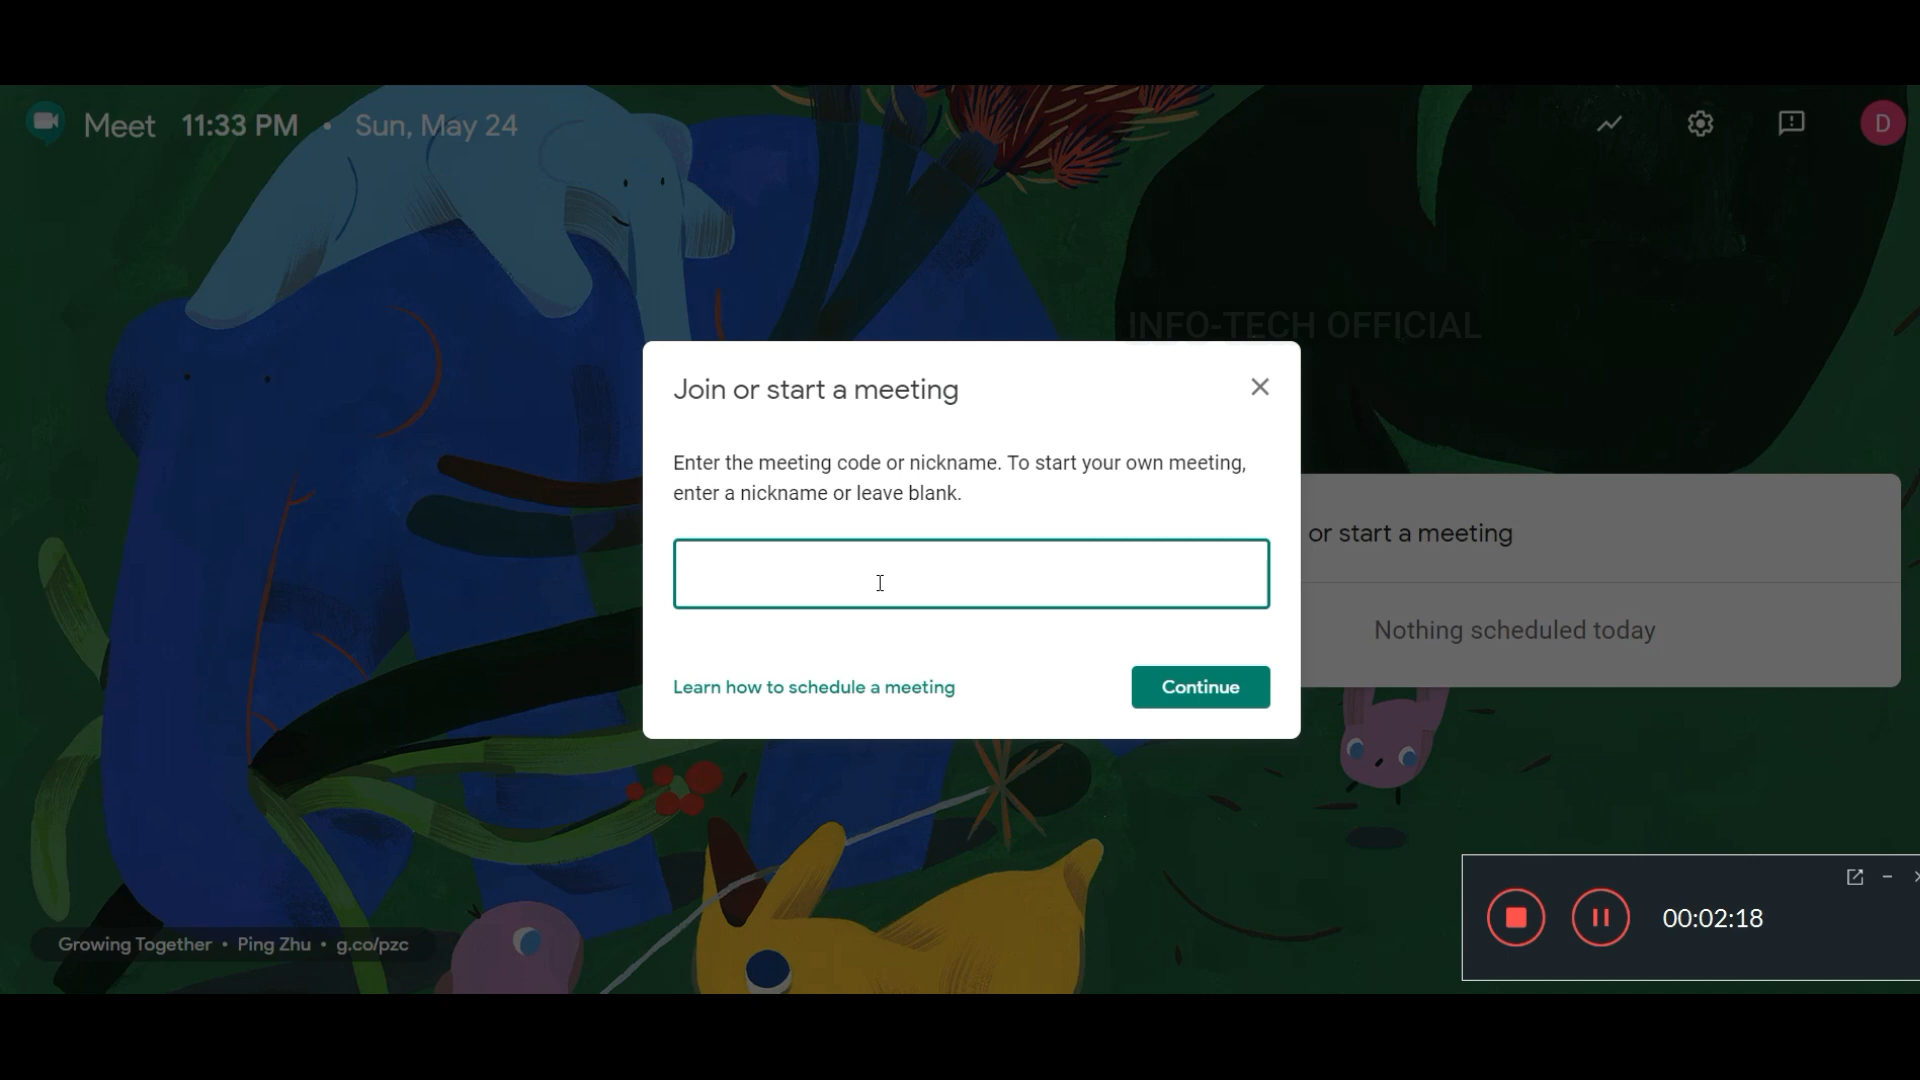 Meet 11:33 PM • Sun, May 24
D
INFO-TECH OFFICIAL
Join or start a meeting
Enter the meeting code or nickname. To start your own meeting,
enter a nickname or leave blank.
or start a meeting
Nothing scheduled today
Learn how to schedule a meeting
Continue
00:02:18
Growing Together • Ping Zhu • g.co/pzc